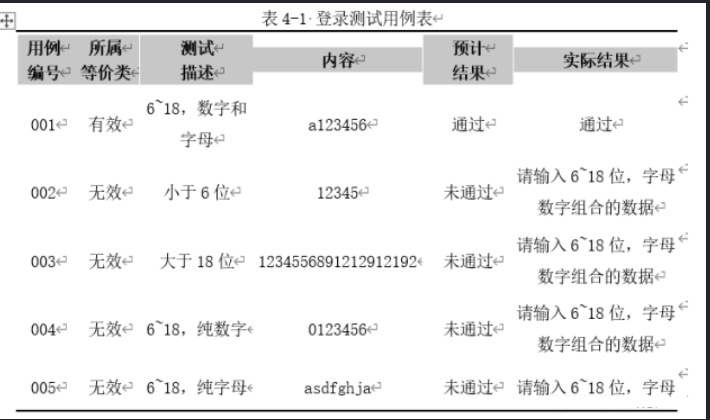 表 4-1 登录测试用例表
用例 所属 测试 预计
编号 等价类 描述 内容 结果 实际结果
001 有效 6~18，数字和 a123456 通过 通过
字母
002 无效 小于 6 位 12345 未通过 请输入 6~18 位，字母
数字组合的数据
003 无效 大于 18 位 1234556891212912192 未通过 请输入 6~18 位，字母
数字组合的数据
004 无效 6~18，纯数字 0123456 未通过 请输入 6~18 位，字母
数字组合的数据
005 无效 6~18，纯字母 asdfghja 未通过 请输入 6~18 位，字母